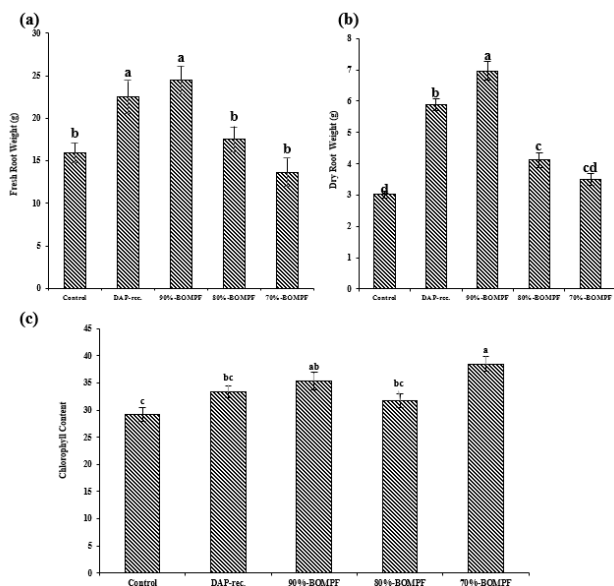 (a)
30
25
20
15
10
5
0
Fresh Root Weight (g)
b
a
a
b
b
Control DAP-rec. 90%-BOMPF 80%-BOMPF 70%-BOMPF
(b)
8
7
6
5
4
3
2
1
0
Dry Root Weight (g)
d
b
a
c
cd
Control DAP-rec. 90%-BOMPF 80%-BOMPF 70%-BOMPF
(c)
45
40
35
30
25
20
15
10
5
0
Chlorophyll Content
c
bc
ab
bc
a
Control DAP-rec. 90%-BOMPF 80%-BOMPF 70%-BOMPF